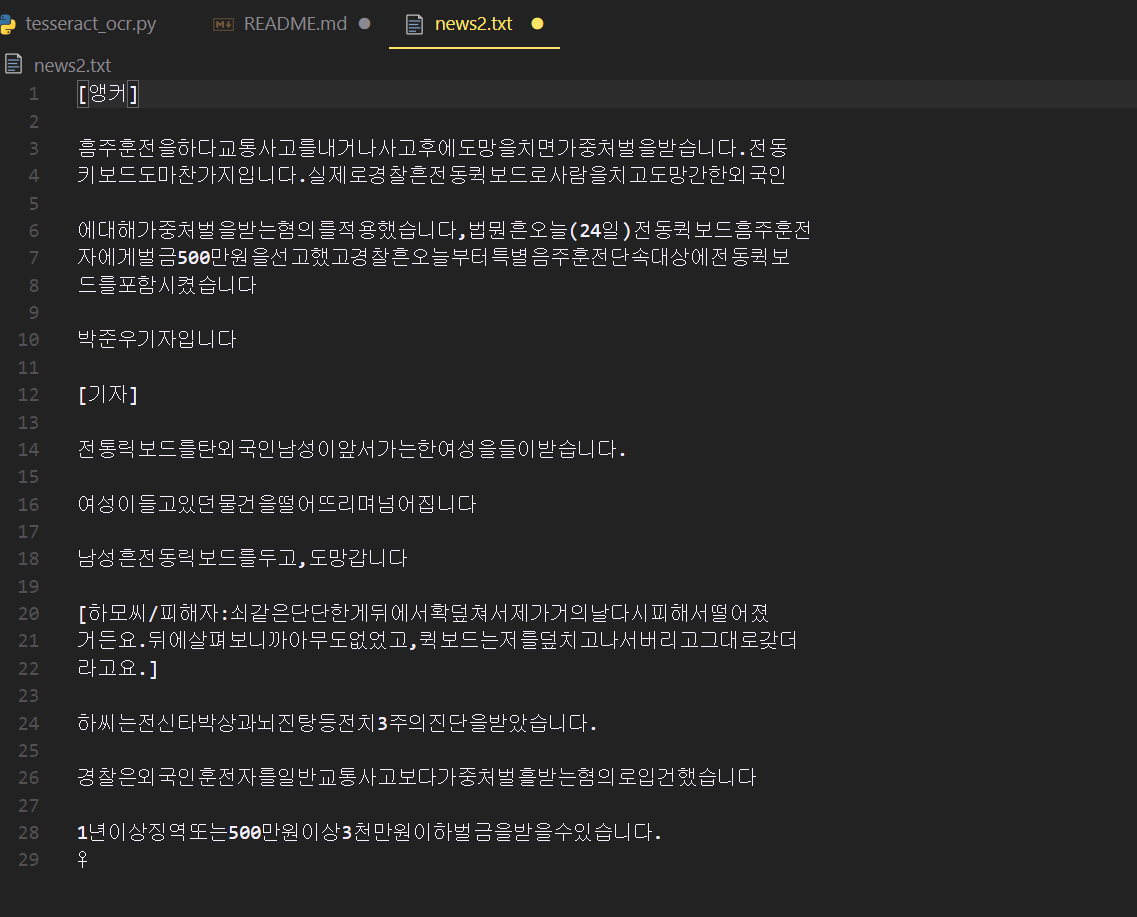 tesseract_ocr.py README.md news2.txt
news2.txt
1 [앵커]
2
3 흠주훈전을하다교통사고를내거나사고후에도망을치면가중처벌을받습니다.전동
4 키보드도마찬가지입니다.실제로경찰흔전동퀵보드로사람을치고도망간한외국인
5
6 에대해가중처벌을받는혐의를적용했습니다,법뭔흔오늘(24일)전동퀵보드흠주훈전
7 자에게벌금500만원을선고했고경찰흔오늘부터특별음주훈전단속대상에전동퀵보
8 드를포함시켰습니다
9
10 박준우기자입니다
11
12 [기자]
13
14 전통릭보드를탄외국인남성이앞서가는한여성을들이받습니다.
15
16 여성이들고있던물건을떨어뜨리며넘어집니다
17
18 남성흔전동릭보드를두고,도망갑니다
19
20 [하모씨/피해자:쇠같은단단한게뒤에서확덮쳐서제가거의날다시피해서떨어졌
21 거든요.뒤에살펴보니까아무도없었고,퀵보드는저를덮치고나서버리고그대로갖더
22 라고요.]
23
24 하씨는전신타박상과뇌진탕등전치3주의진단을받았습니다.
25
26 경찰은외국인훈전자를일반교통사고보다가중처벌흘받는혐의로입건했습니다
27
28 1년이상징역또는500만원이상3천만원이하벌금을받을수있습니다.
29 ♀